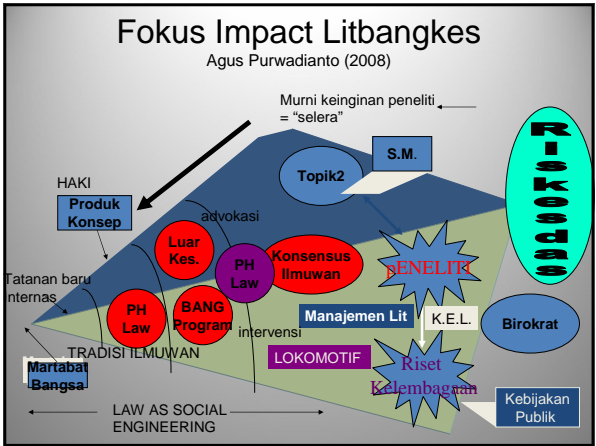 Fokus Impact Litbangkes
Agus Purwadianto (2008)
Murni keinginan peneliti
= “selera”
S.M.
Topik2
Riskesdas
HAKI
Produk
Konsep
advokasi
Luar
Kes.
PH
Law
Konsensus
Ilmuwan
pENELITI
Tatanan baru
internas
PH
Law
BANG
Program
intervensi
Manajemen Lit
K.E.L.
Birokrat
TRADISI ILMUWAN
LOKOMOTIF
Riset
Kelembagaan
Martabat
Bangsa
Kebijakan
Publik
LAW AS SOCIAL
ENGINEERING